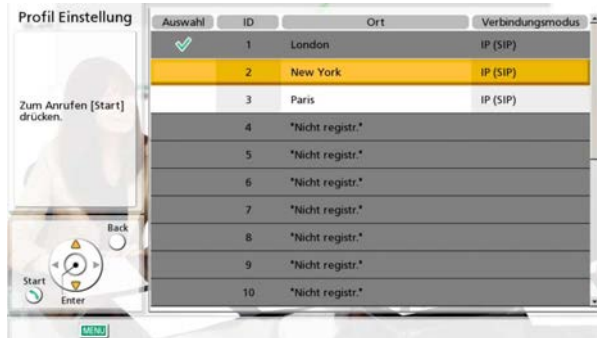 Profil Einstellung
Zum Anrufen [Start]
drücken.
Back
Start
Enter
MENU
Auswahl ID Ort Verbindungsmodus
1 London IP (SIP)
2 New York IP (SIP)
3 Paris IP (SIP)
4 "Nicht registr."
5 "Nicht registr."
6 "Nicht registr."
7 "Nicht registr."
8 "Nicht registr."
9 "Nicht registr."
10 "Nicht registr."